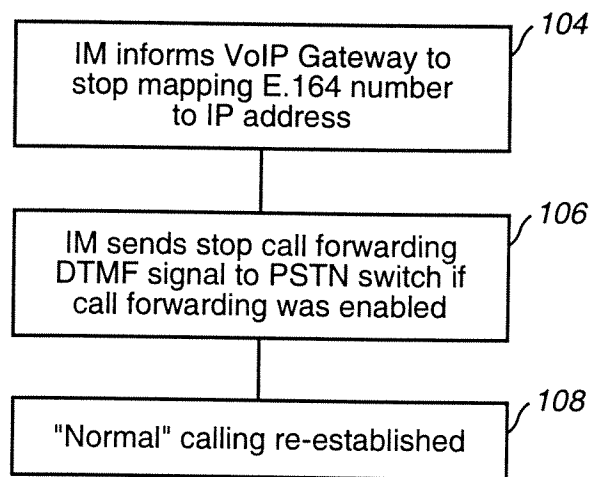 104
IM informs VoIP Gateway to
stop mapping E.164 number
to IP address
106
IM sends stop call forwarding
DTMF signal to PSTN switch if
call forwarding was enabled
108
"Normal" calling re-established